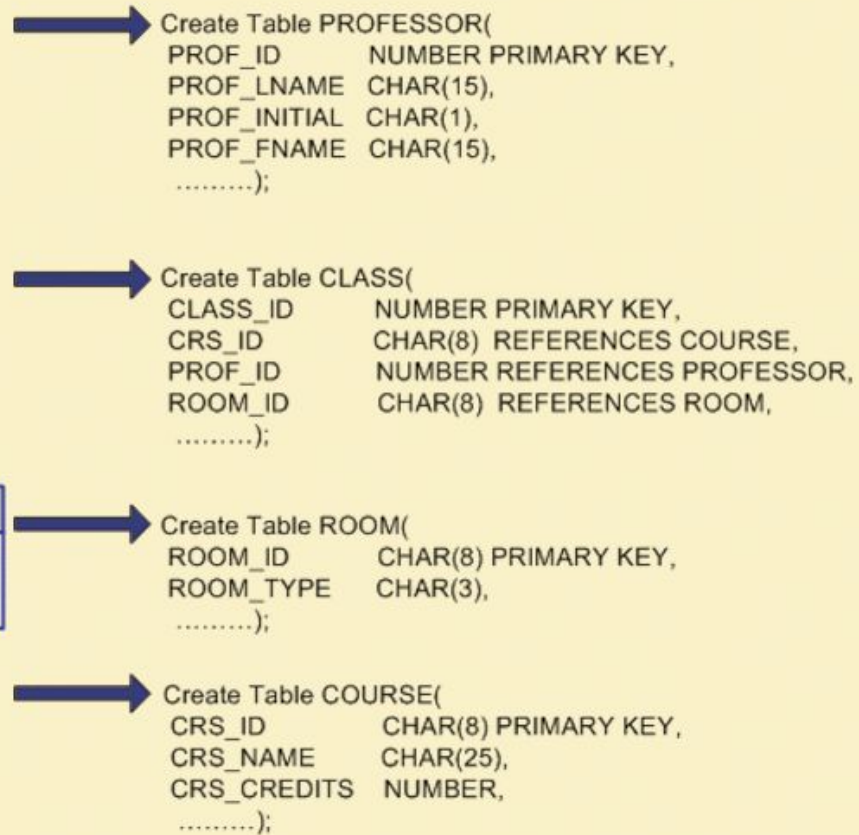 Create Table PROFESSOR(
PROF_ID NUMBER PRIMARY KEY,
PROF_LNAME CHAR(15),
PROF_INITIAL CHAR(1),
PROF_FNAME CHAR(15),
.........);
Create Table CLASS(
CLASS_ID NUMBER PRIMARY KEY,
CRS_ID CHAR(8) REFERENCES COURSE,
PROF_ID NUMBER REFERENCES PROFESSOR,
ROOM_ID CHAR(8) REFERENCES ROOM,
.........);
Create Table ROOM(
ROOM_ID CHAR(8) PRIMARY KEY,
ROOM_TYPE CHAR(3),
.........);
Create Table COURSE(
CRS_ID CHAR(8) PRIMARY KEY,
CRS_NAME CHAR(25),
CRS_CREDITS NUMBER,
.........);